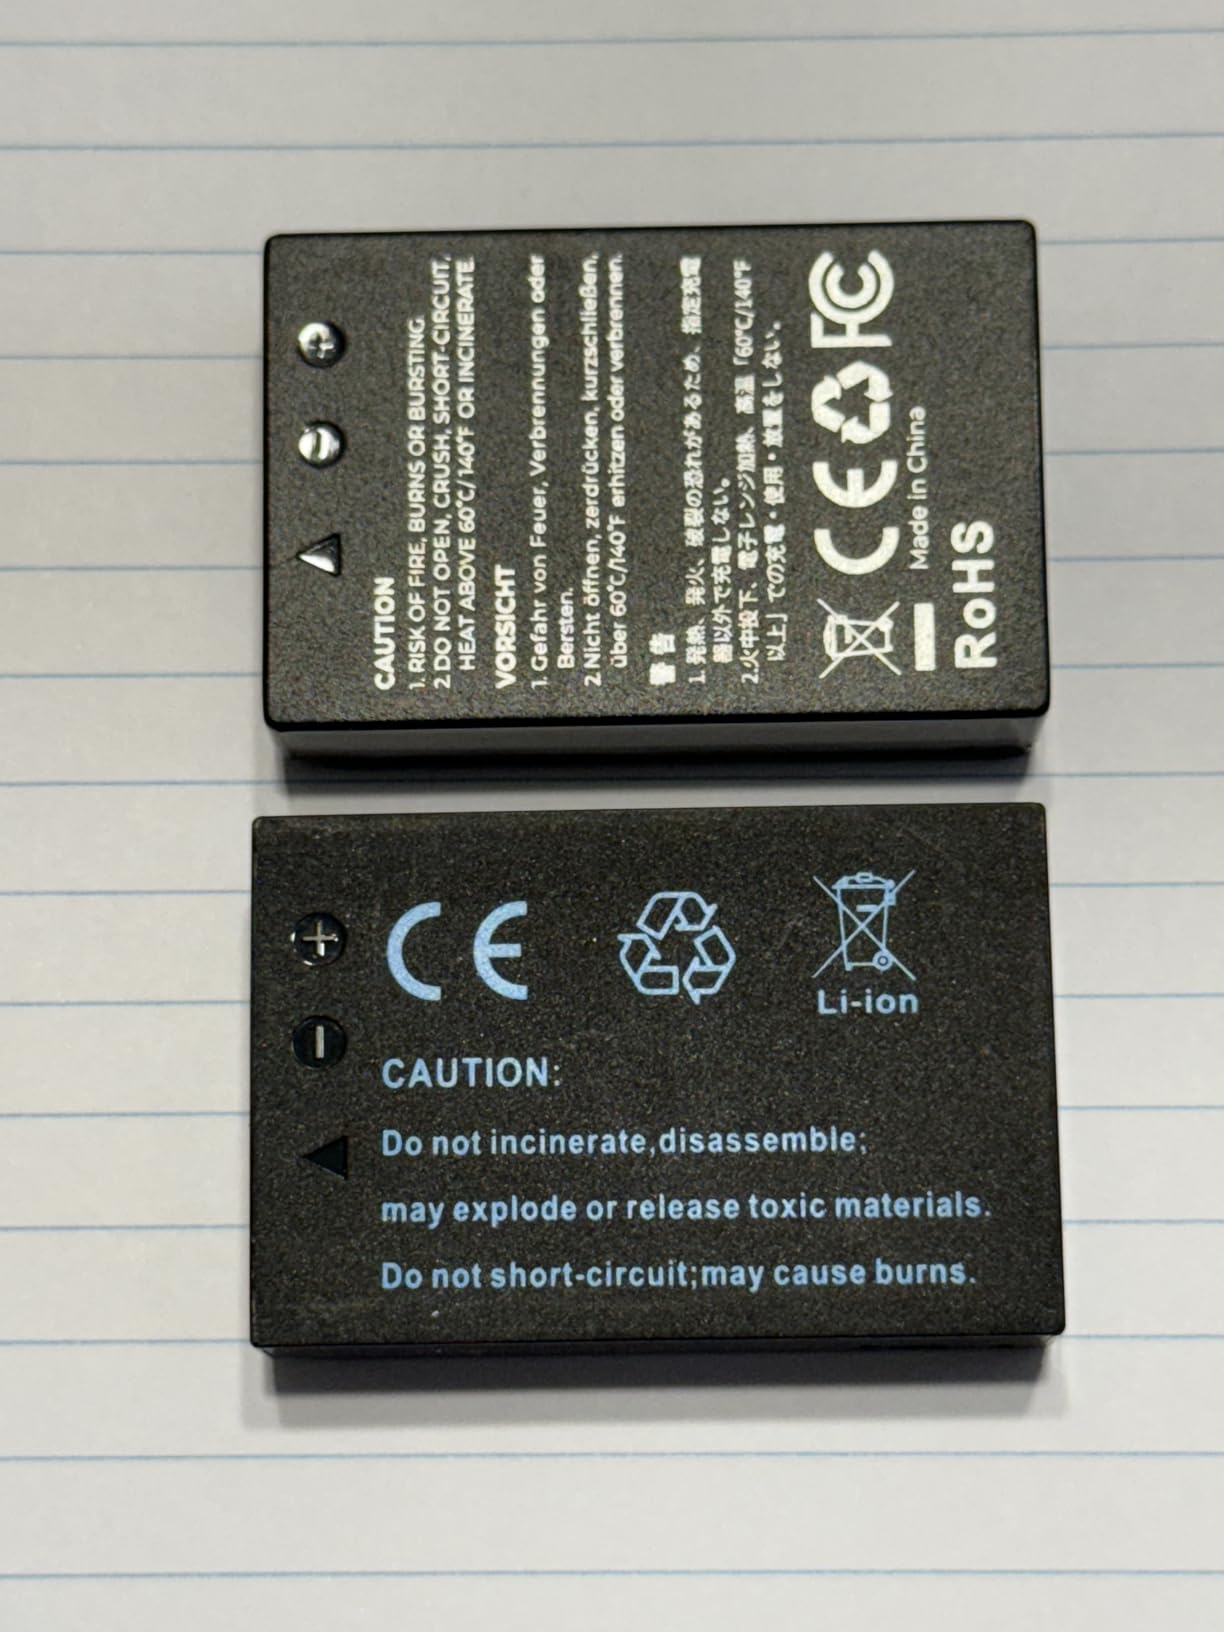 CAUTION
1. RISK OF FIRE, BURNS OR BURSTING.
2. DO NOT OPEN, CRUSH, SHORT-CIRCUIT,
HEAT ABOVE 60°C/140°F OR INCINERATE.
VORSICHT
1. Gefahr von Feuer, Verbrennungen oder
Bersten.
2. Nicht öffnen, zerdrücken, kurzschließen,
über 60°C/140°F erhitzen oder verbrennen.
警告
1. 発熱、発火、破裂の恐れがあるため、指定充電
器以外で充電しない。
2.火中投下、電子レンジ加熱、高温「60°C/140°F
以上」での充電・使用・放置をしない。
CE FC
Made in China
RoHS
+
-
CE
Li-ion
CAUTION:
Do not incinerate,disassemble;
may explode or release toxic materials.
Do not short-circuit;may cause burns.
+
-